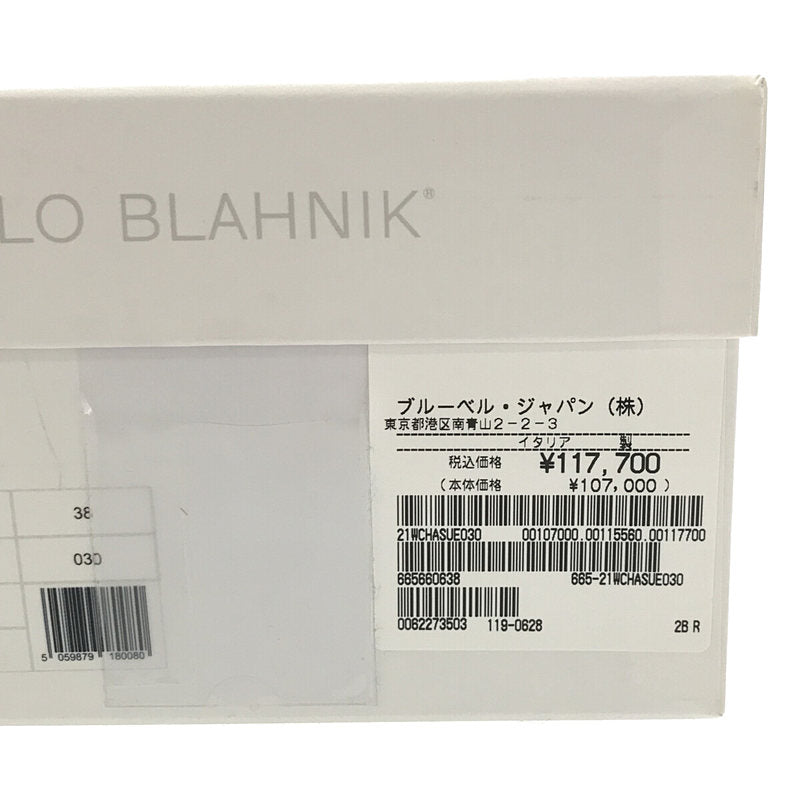 LO BLAHNIK®
ブルーベル・ジャパン（株）
東京都港区南青山2-2-3
イタリア 製
税込価格 ¥117,700
（本体価格 ¥107,000）
21WCHASUE030 00107000.00115560.00117700
665660638 665-21WCHASUE030
0062273503 119-0628 2B R
38
030
5 059879 180080